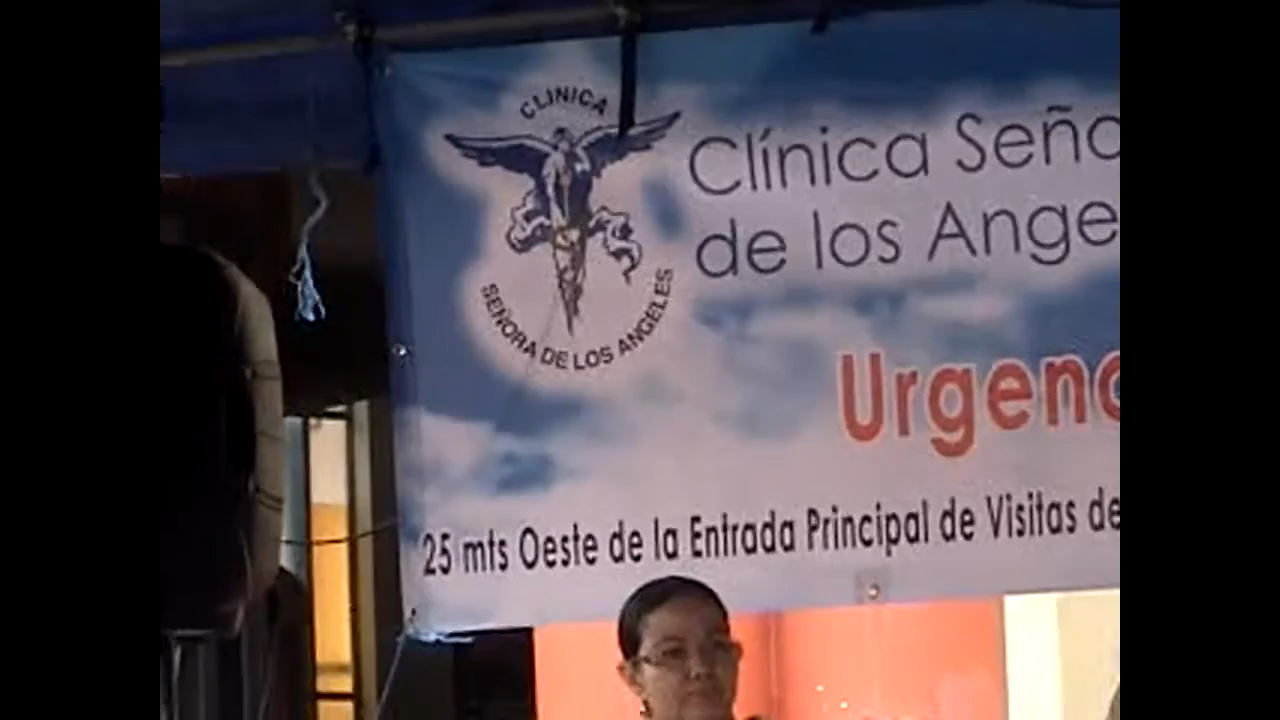 CLINICA
SEÑORA DE LOS ANGELES
Clínica Seño
de los Ange
Urgenc
25 mts Oeste de la Entrada Principal de Visitas de